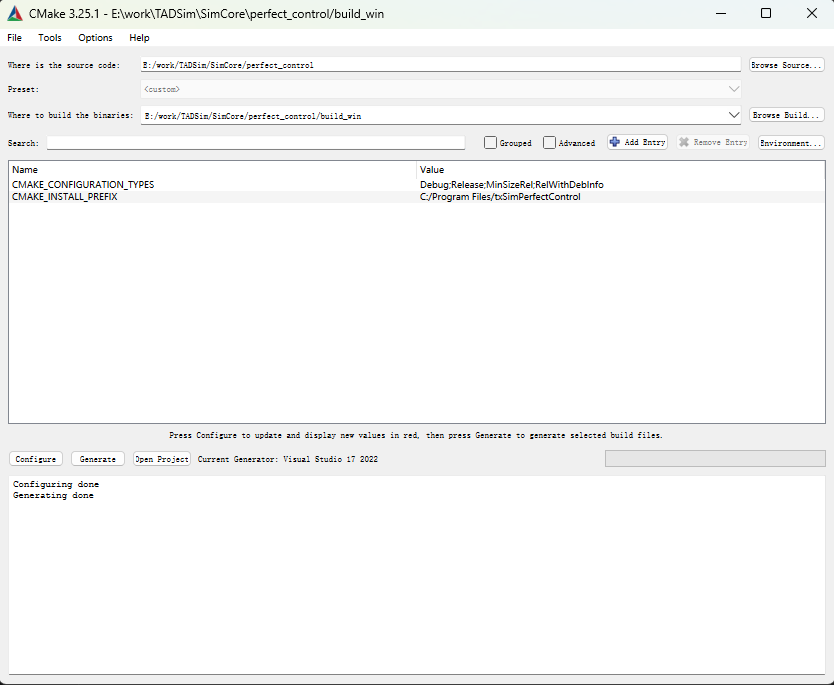 CMake 3.25.1 - E:\work\TADSim\SimCore\perfect_control/build_win
File Tools Options Help
Where is the source code: E:/work/TADSim/SimCore/perfect_control Browse Source...
Preset: <custom>
Where to build the binaries: E:/work/TADSim/SimCore/perfect_control/build_win Browse Build...
Search: Grouped Advanced Add Entry Remove Entry Environment...
Name Value
CMAKE_CONFIGURATION_TYPES Debug;Release;MinSizeRel;RelWithDebInfo
CMAKE_INSTALL_PREFIX C:/Program Files/txSimPerfectControl
Press Configure to update and display new values in red, then press Generate to generate selected build files.
Configure Generate Open Project Current Generator: Visual Studio 17 2022
Configuring done
Generating done